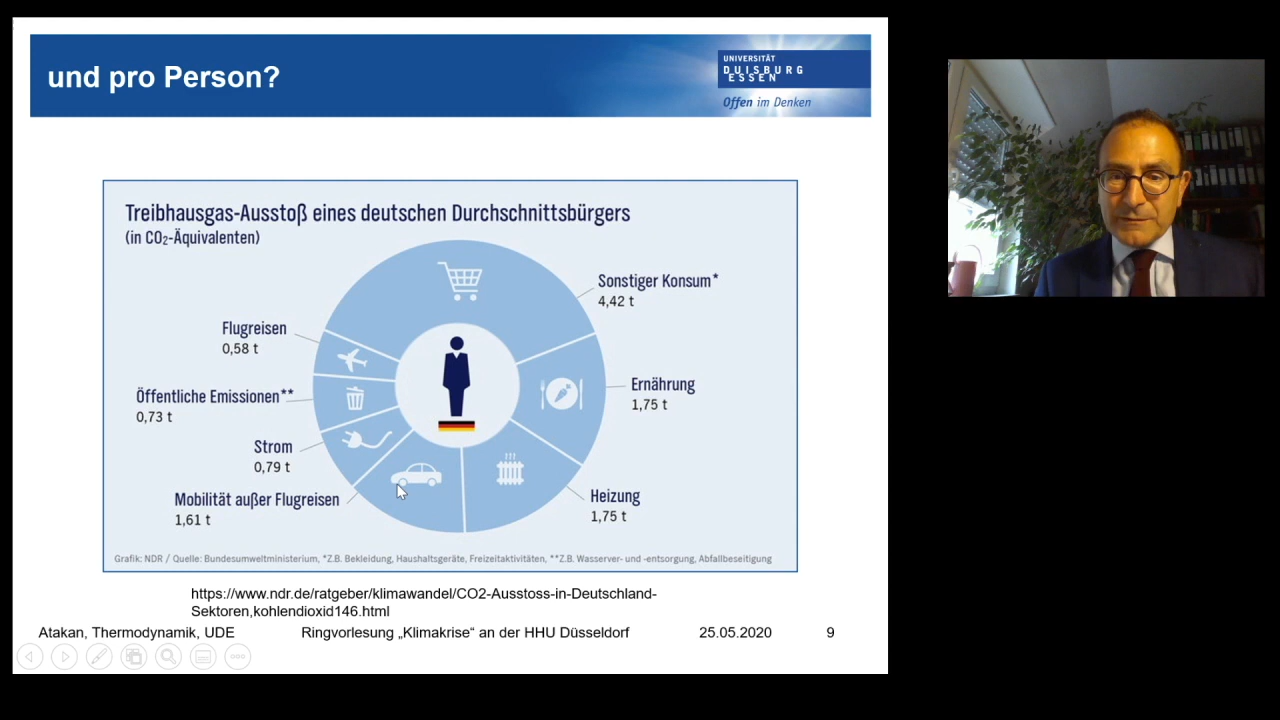 und pro Person?
UNIVERSITÄT
DUISBURG
ESSEN
Offen im Denken
Treibhausgas-Ausstoß eines deutschen Durchschnittsbürgers
(in CO₂-Äquivalenten)
Sonstiger Konsum*
4,42 t
Flugreisen
0,58 t
Ernährung
1,75 t
Öffentliche Emissionen**
0,73 t
Strom
0,79 t
Heizung
1,75 t
Mobilität außer Flugreisen
1,61 t
Grafik: NDR / Quelle: Bundesumweltministerium, *Z.B. Bekleidung, Haushaltsgeräte, Freizeitaktivitäten, **Z.B. Wasserver- und -entsorgung, Abfallbeseitigung
https://www.ndr.de/ratgeber/klimawandel/CO2-Ausstoss-in-Deutschland-
Sektoren,kohlendioxid146.html
Atakan, Thermodynamik, UDE Ringvorlesung „Klimakrise“ an der HHU Düsseldorf 25.05.2020 9